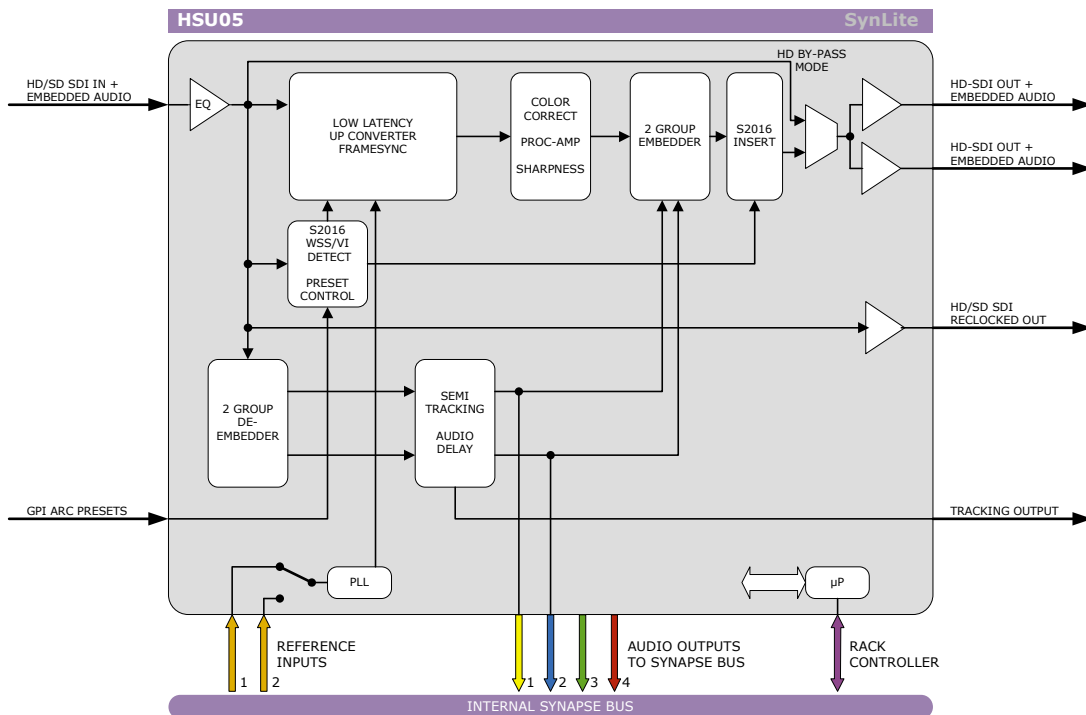 HSU05
SynLite
HD/SD SDI IN +
EMBEDDED AUDIO
EQ
LOW LATENCY
UP CONVERTER
FRAMESYNC
COLOR
CORRECT
PROC-AMP
SHARPNESS
2 GROUP
EMBEDDER
S2016
INSERT
HD BY-PASS
MODE
HD-SDI OUT +
EMBEDDED AUDIO
HD-SDI OUT +
EMBEDDED AUDIO
S2016
WSS/VI
DETECT
PRESET
CONTROL
HD/SD SDI
RECLOCKED OUT
2 GROUP
DE-
EMBEDDER
SEMI
TRACKING
AUDIO
DELAY
GPI ARC PRESETS
TRACKING OUTPUT
PLL
µP
REFERENCE
INPUTS
1
2
AUDIO OUTPUTS
TO SYNAPSE BUS
1
2
3
4
RACK
CONTROLLER
INTERNAL SYNAPSE BUS